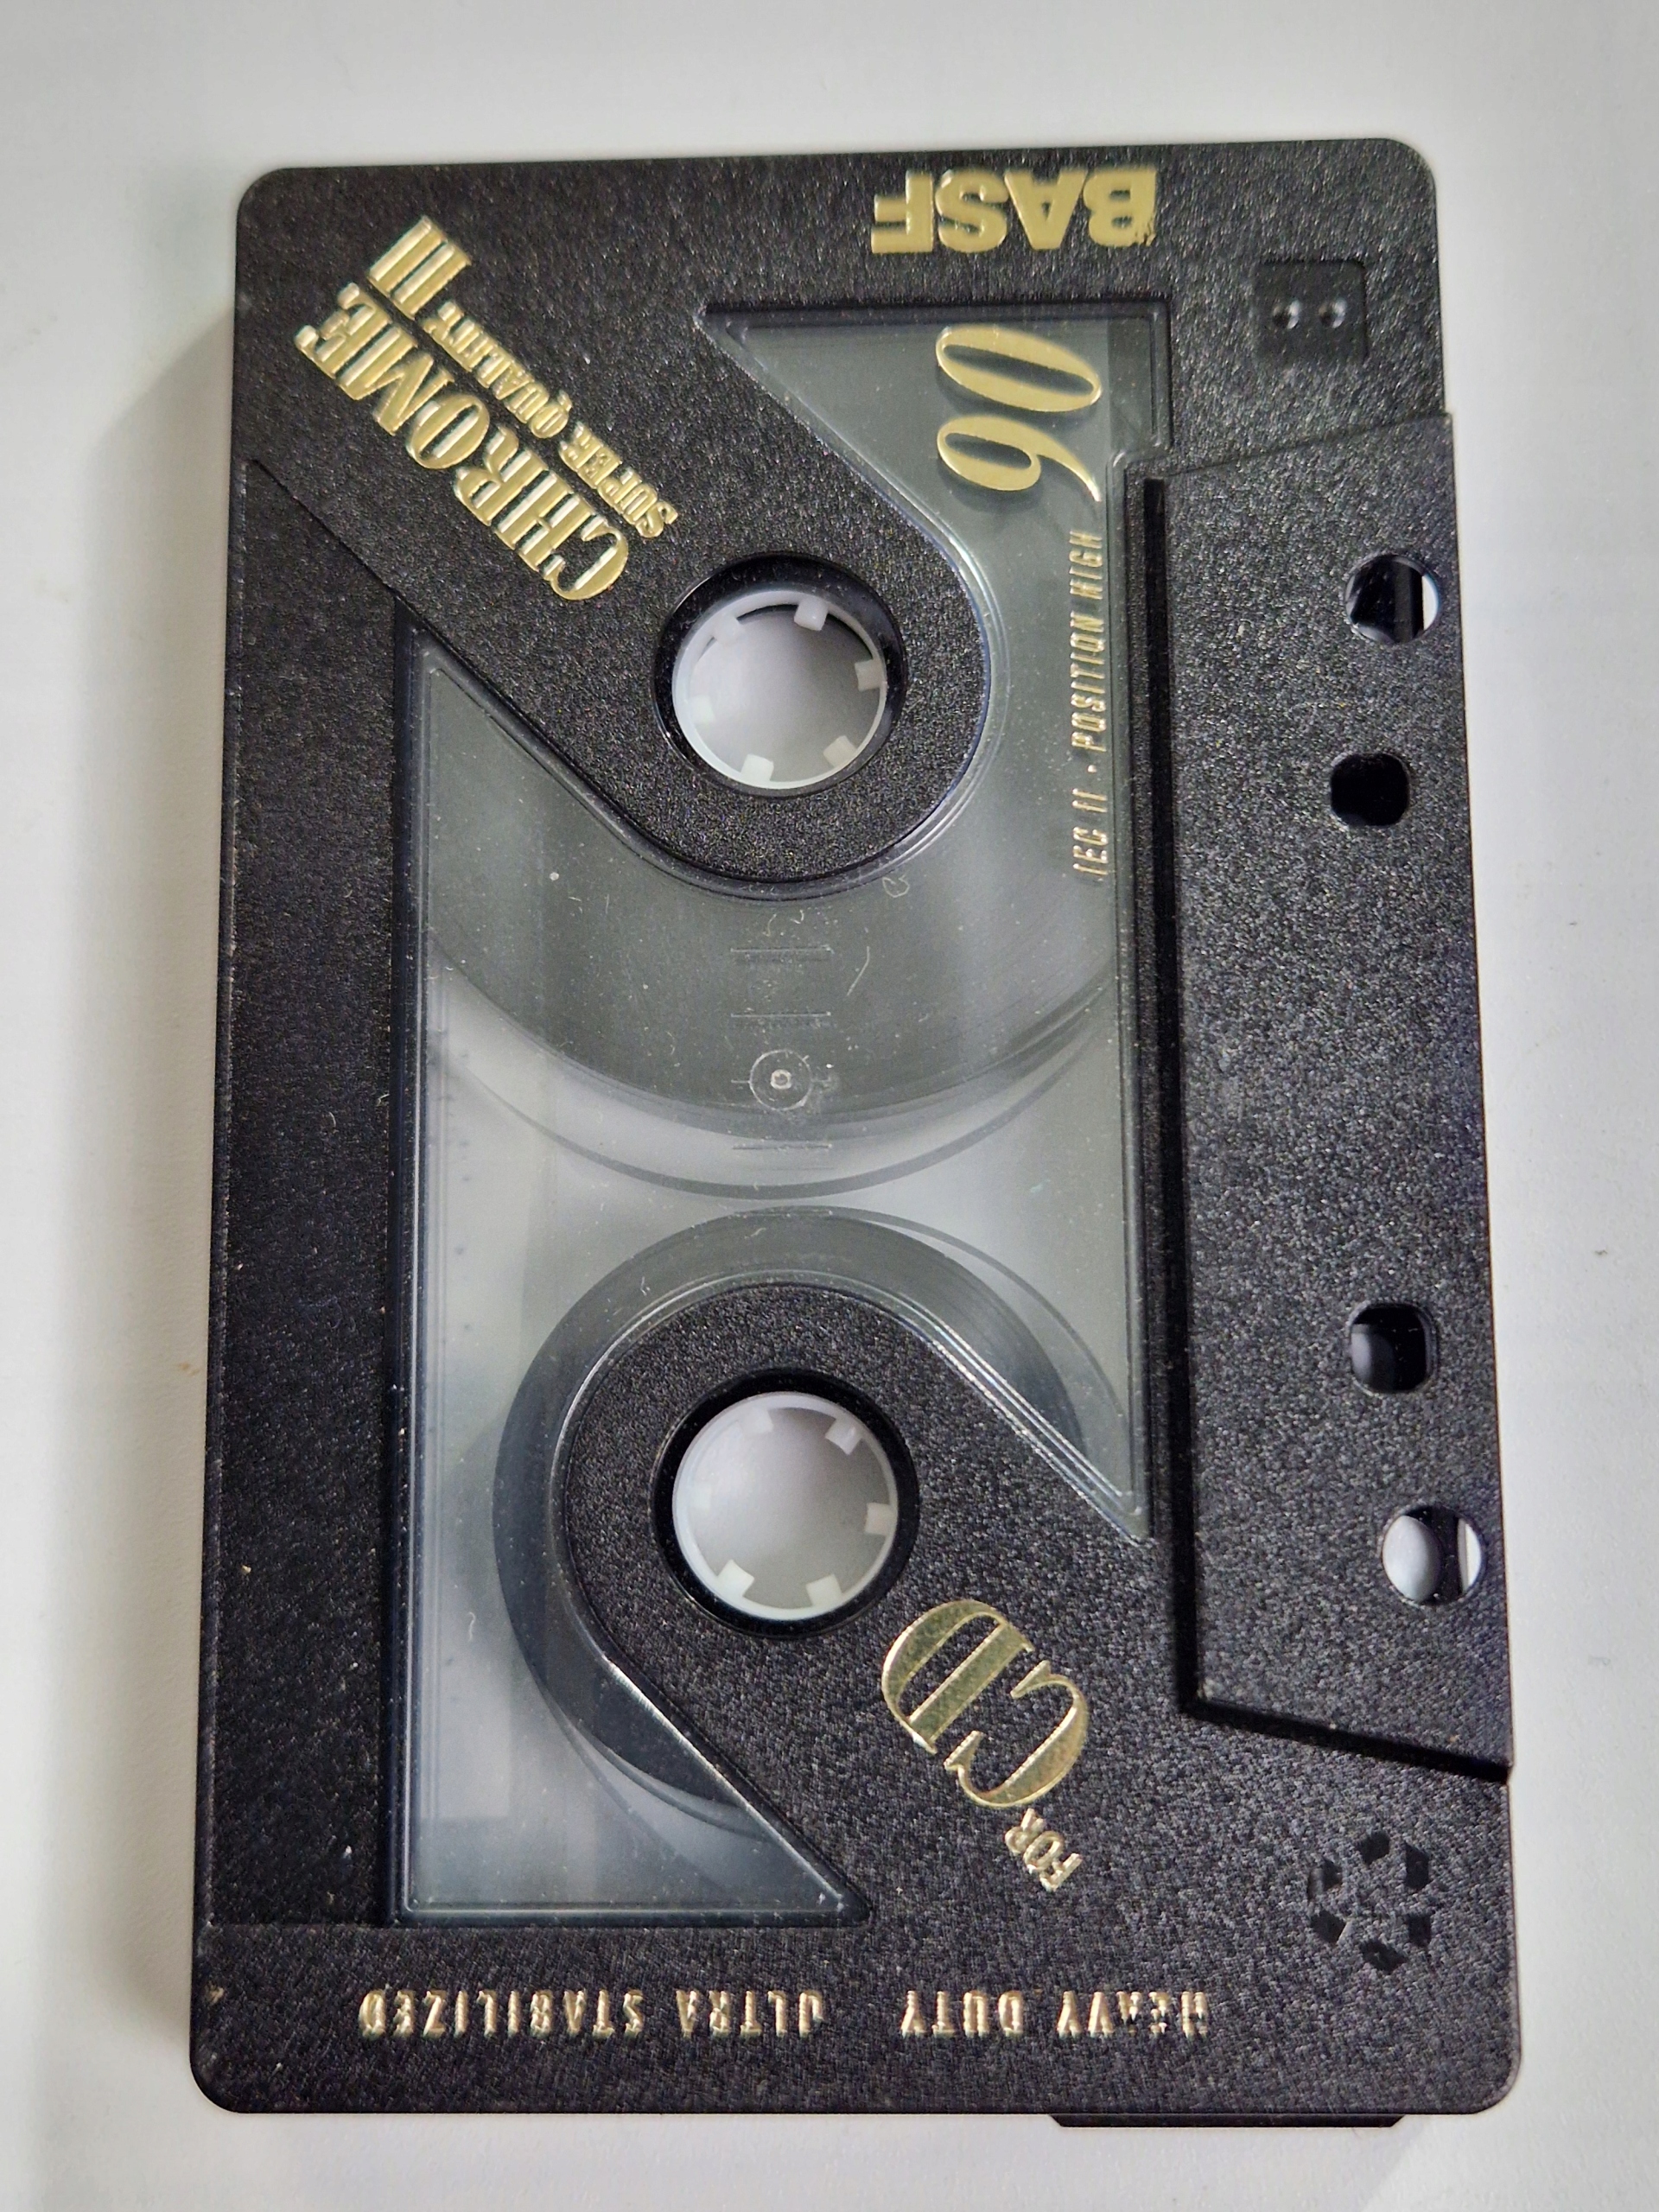 BASF
CHROME II
SUPER QUALITY
90
IEC II · POSITION HIGH
FOR CD
HEAVY DUTY ULTRA STABILIZED